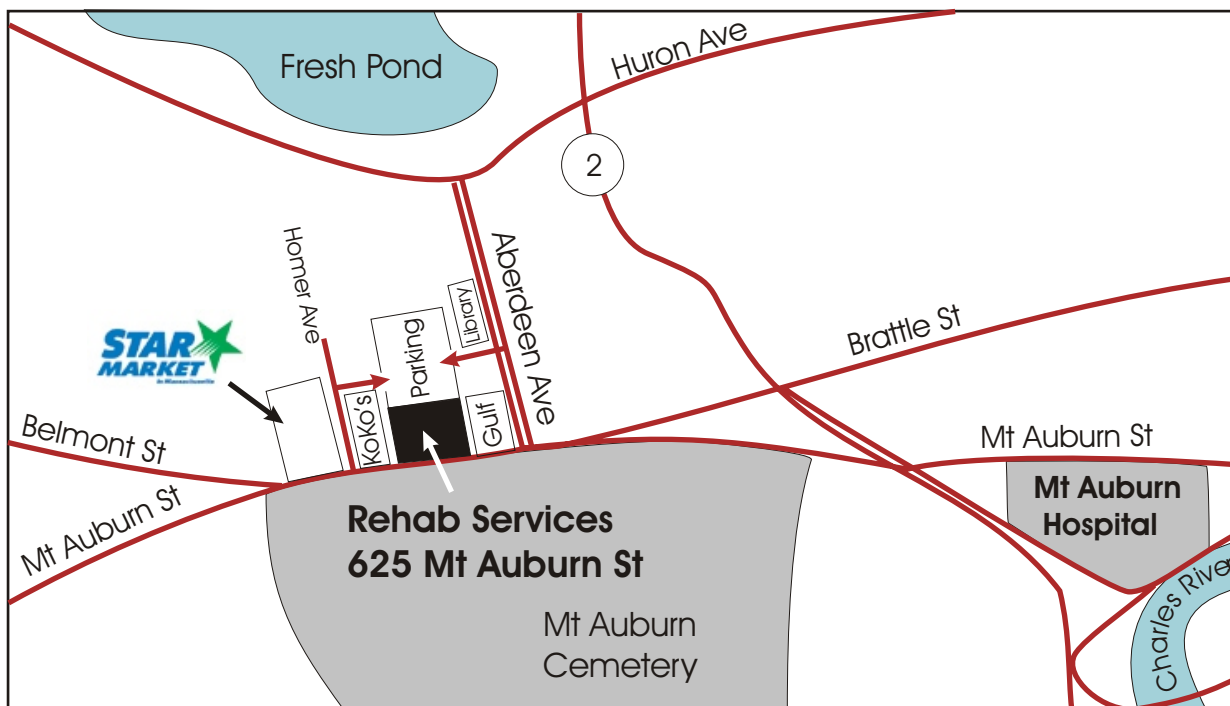 Fresh Pond
Huron Ave
2
Homer Ave
Aberdeen Ave
Library
Parking
STAR
MARKET
Koko's
Gulf
Brattle St
Belmont St
Mt Auburn St
Mt Auburn St
Mt Auburn
Hospital
Rehab Services
625 Mt Auburn St
Mt Auburn
Cemetery
Charles River